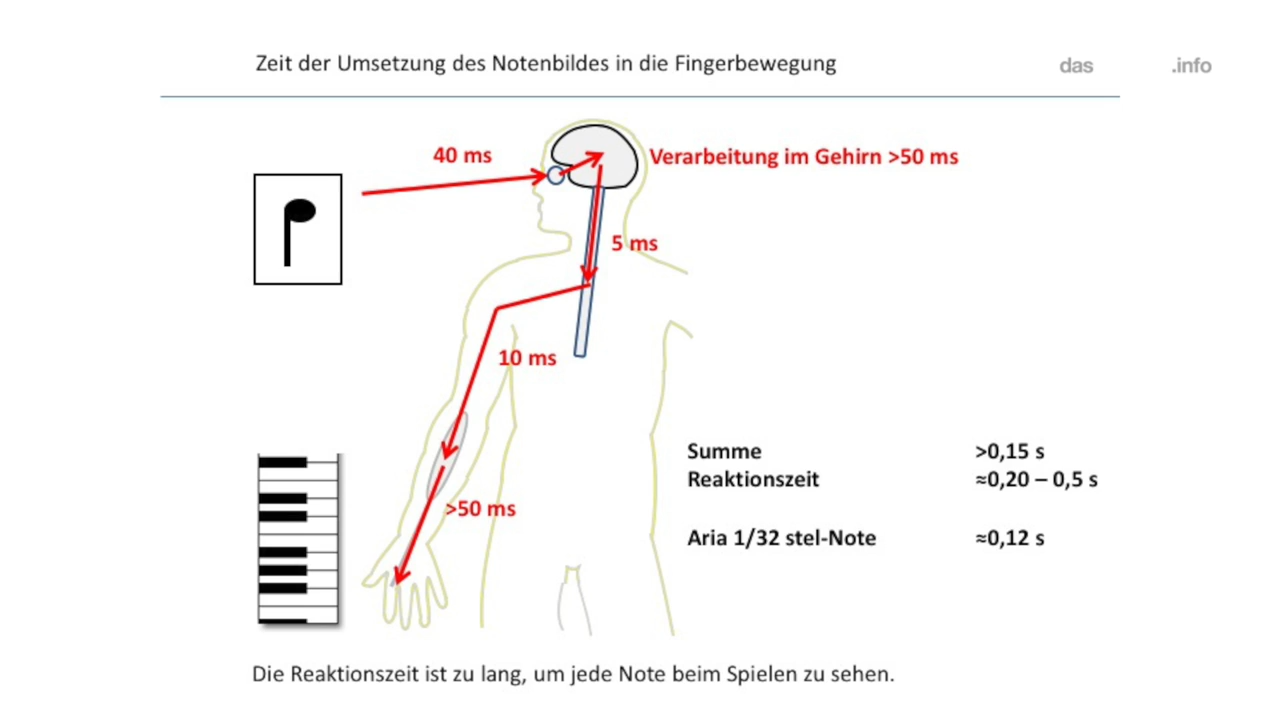 Zeit der Umsetzung des Notenbildes in die Fingerbewegung
das .info
40 ms
Verarbeitung im Gehirn >50 ms
5 ms
10 ms
>50 ms
Summe >0,15 s
Reaktionszeit ≈0,20 – 0,5 s
Aria 1/32 stel-Note ≈0,12 s
Die Reaktionszeit ist zu lang, um jede Note beim Spielen zu sehen.